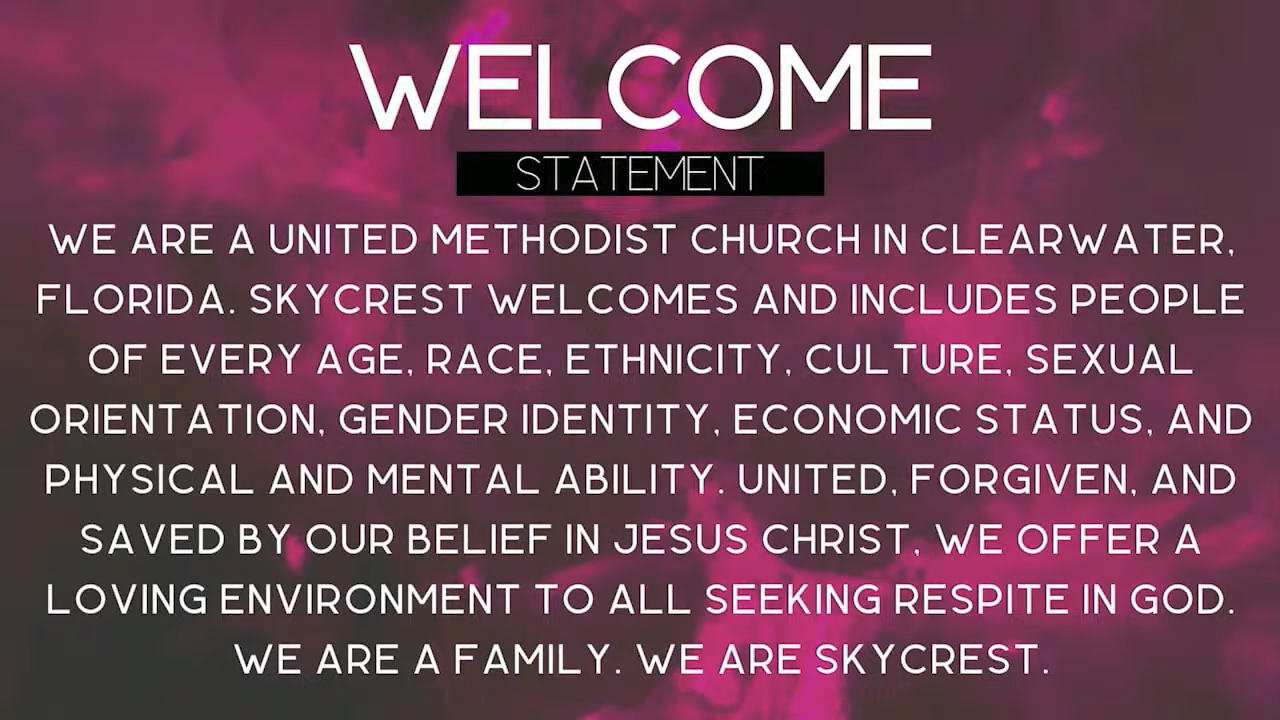 WELCOME
STATEMENT
WE ARE A UNITED METHODIST CHURCH IN CLEARWATER,
FLORIDA. SKYCREST WELCOMES AND INCLUDES PEOPLE
OF EVERY AGE, RACE, ETHNICITY, CULTURE, SEXUAL
ORIENTATION, GENDER IDENTITY, ECONOMIC STATUS, AND
PHYSICAL AND MENTAL ABILITY. UNITED, FORGIVEN, AND
SAVED BY OUR BELIEF IN JESUS CHRIST, WE OFFER A
LOVING ENVIRONMENT TO ALL SEEKING RESPITE IN GOD.
WE ARE A FAMILY. WE ARE SKYCREST.